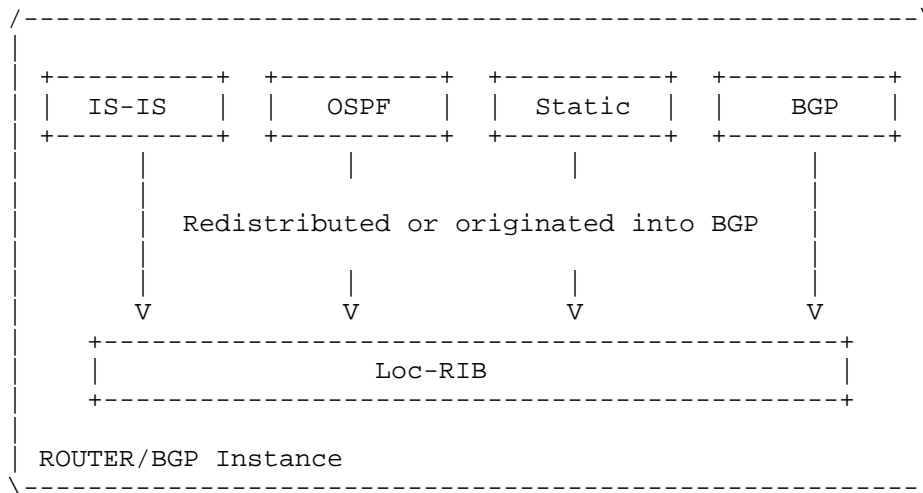 IS-IS OSPF Static BGP
Redistributed or originated into BGP
V V V V
Loc-RIB
ROUTER/BGP Instance